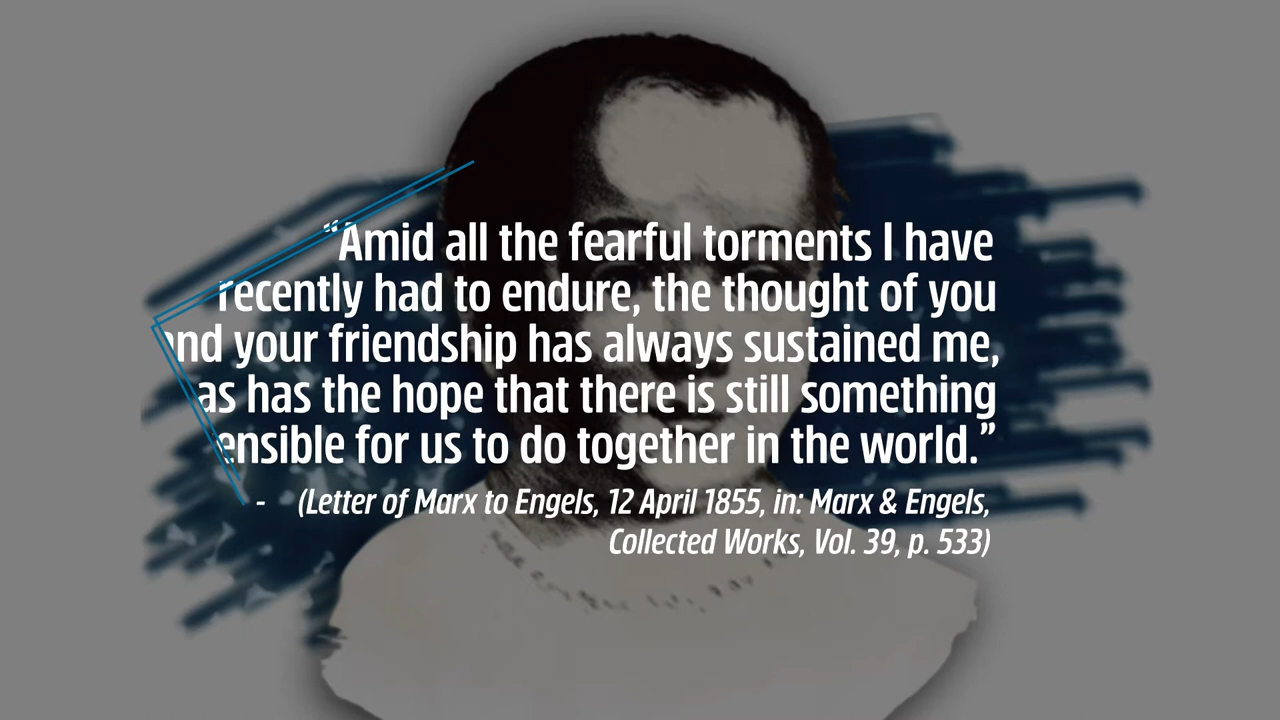 “Amid all the fearful torments I have
recently had to endure, the thought of you
and your friendship has always sustained me,
as has the hope that there is still something
ensible for us to do together in the world.”
- (Letter of Marx to Engels, 12 April 1855, in: Marx & Engels,
Collected Works, Vol. 39, p. 533)